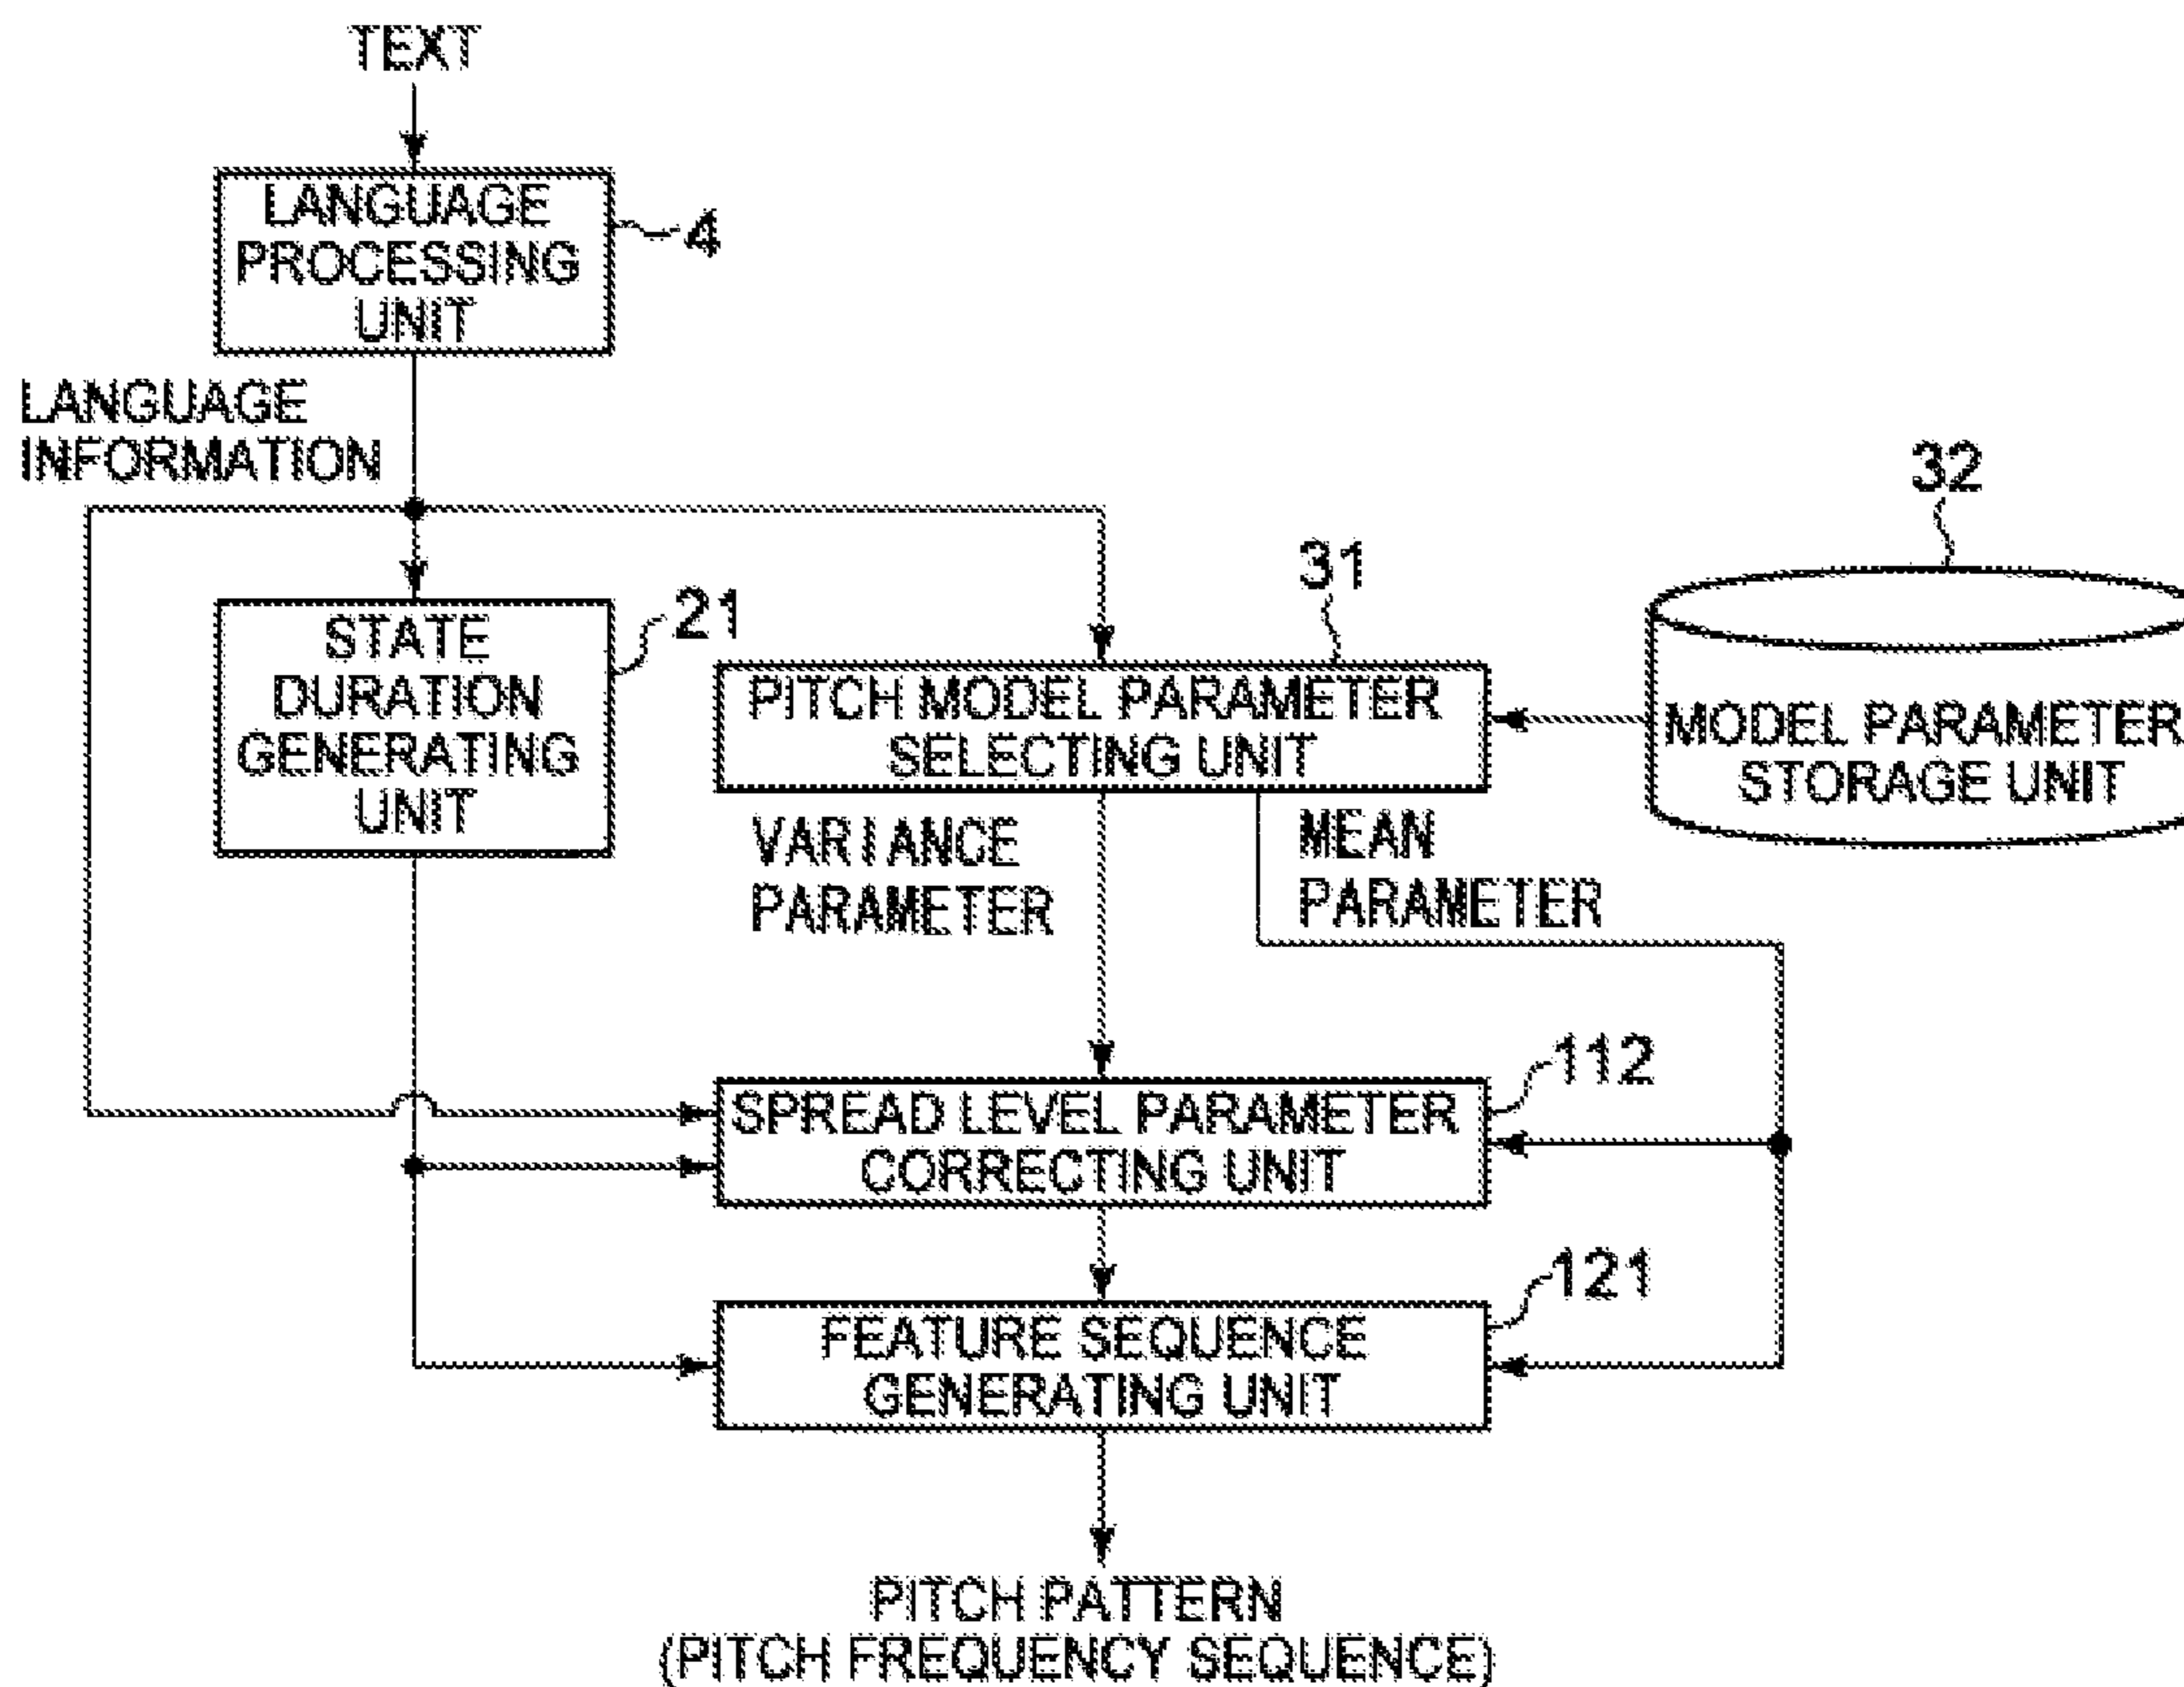 TEXT
LANGUAGE
PROCESSING
UNIT
4
LANGUAGE
INFORMATION
32
31
21
STATE
DURATION
GENERATING
UNIT
PITCH MODEL PARAMETER
SELECTING UNIT
MODEL PARAMETER
STORAGE UNIT
VARIANCE
PARAMETER
MEAN
PARAMETER
112
SPREAD LEVEL PARAMETER
CORRECTING UNIT
121
FEATURE SEQUENCE
GENERATING UNIT
PITCH PATTERN
(PITCH FREQUENCY SEQUENCE)